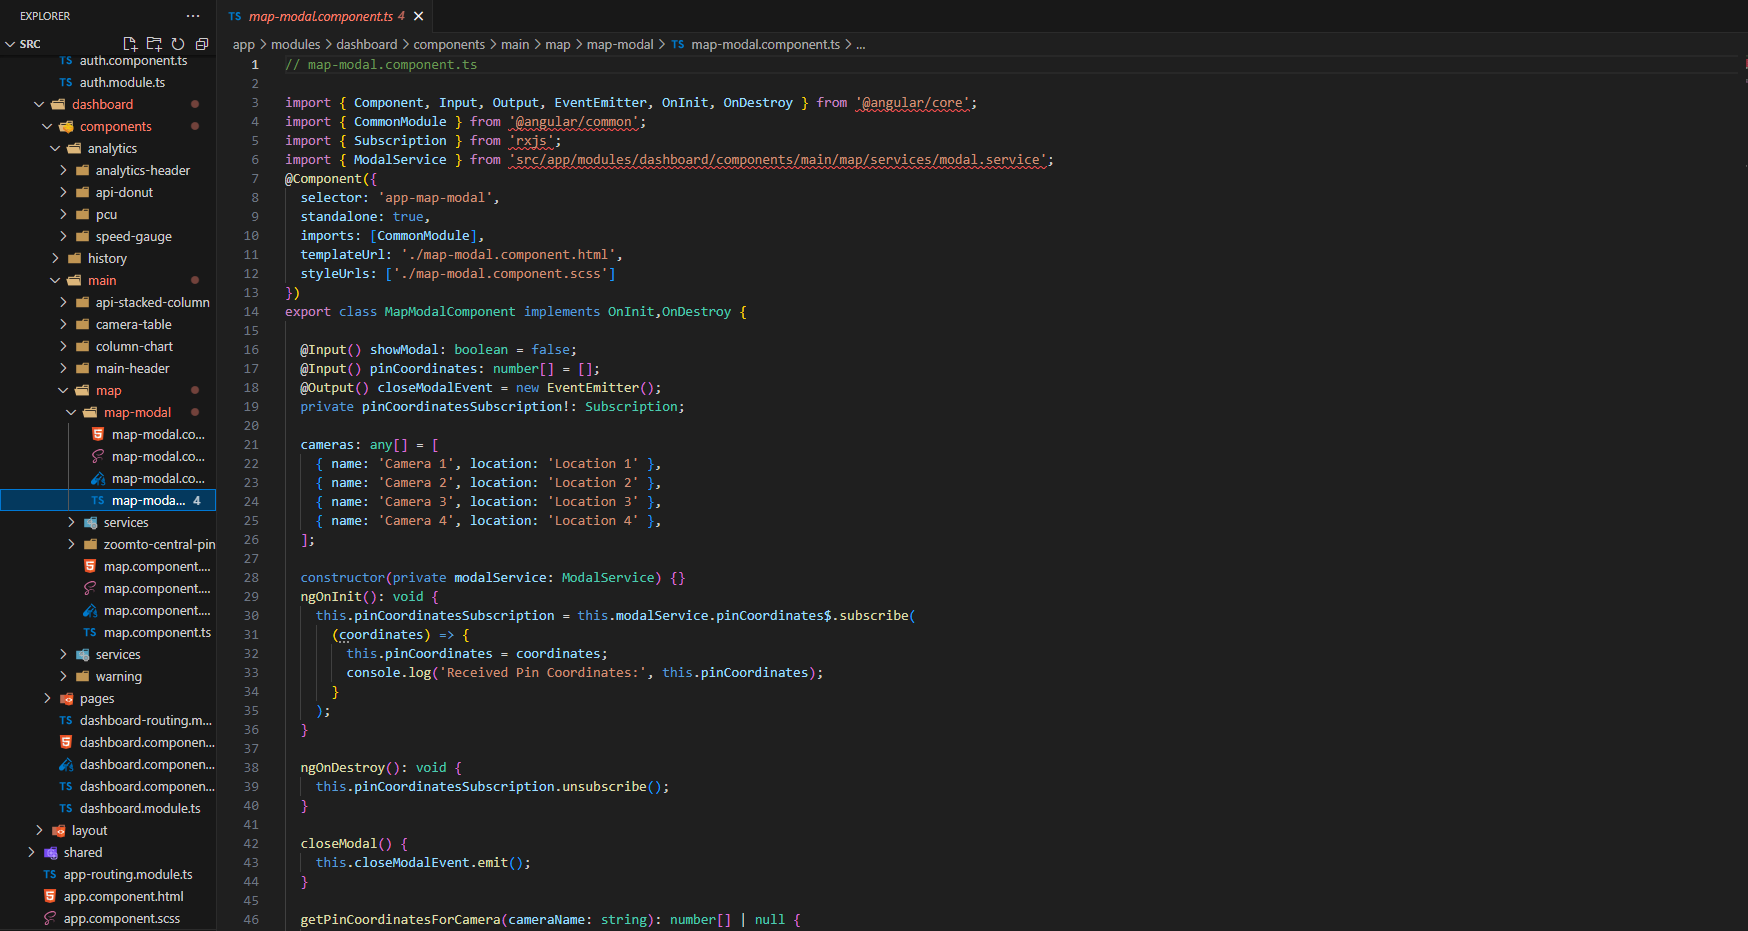 EXPLORER
SRC
auth.component.ts
TS auth.module.ts
dashboard
components
analytics
analytics-header
api-donut
pcu
speed-gauge
history
main
api-stacked-column
camera-table
column-chart
main-header
map
map-modal
map-modal.co...
map-modal.co...
map-modal.co...
TS map-moda... 4
services
zoomto-central-pin
map.component....
map.component....
map.component....
TS map.component.ts
services
warning
pages
TS dashboard-routing.m...
dashboard.componen...
dashboard.componen...
TS dashboard.componen...
TS dashboard.module.ts
layout
shared
TS app-routing.module.ts
app.component.html
app.component.scss
TS map-modal.component.ts 4
app > modules > dashboard > components > main > map > map-modal > TS map-modal.component.ts > ...
1 // map-modal.component.ts
2
3 import { Component, Input, Output, EventEmitter, OnInit, OnDestroy } from '@angular/core';
4 import { CommonModule } from '@angular/common';
5 import { Subscription } from 'rxjs';
6 import { ModalService } from 'src/app/modules/dashboard/components/main/map/services/modal.service';
7 @Component({
8 selector: 'app-map-modal',
9 standalone: true,
10 imports: [CommonModule],
11 templateUrl: './map-modal.component.html',
12 styleUrls: ['./map-modal.component.scss']
13 })
14 export class MapModalComponent implements OnInit,OnDestroy {
15
16 @Input() showModal: boolean = false;
17 @Input() pinCoordinates: number[] = [];
18 @Output() closeModalEvent = new EventEmitter();
19 private pinCoordinatesSubscription!: Subscription;
20
21 cameras: any[] = [
22 { name: 'Camera 1', location: 'Location 1' },
23 { name: 'Camera 2', location: 'Location 2' },
24 { name: 'Camera 3', location: 'Location 3' },
25 { name: 'Camera 4', location: 'Location 4' },
26 ];
27
28 constructor(private modalService: ModalService) {}
29 ngOnInit(): void {
30 this.pinCoordinatesSubscription = this.modalService.pinCoordinates$.subscribe(
31 (coordinates) => {
32 this.pinCoordinates = coordinates;
33 console.log('Received Pin Coordinates:', this.pinCoordinates);
34 }
35 );
36 }
37
38 ngOnDestroy(): void {
39 this.pinCoordinatesSubscription.unsubscribe();
40 }
41
42 closeModal() {
43 this.closeModalEvent.emit();
44 }
45
46 getPinCoordinatesForCamera(cameraName: string): number[] | null {